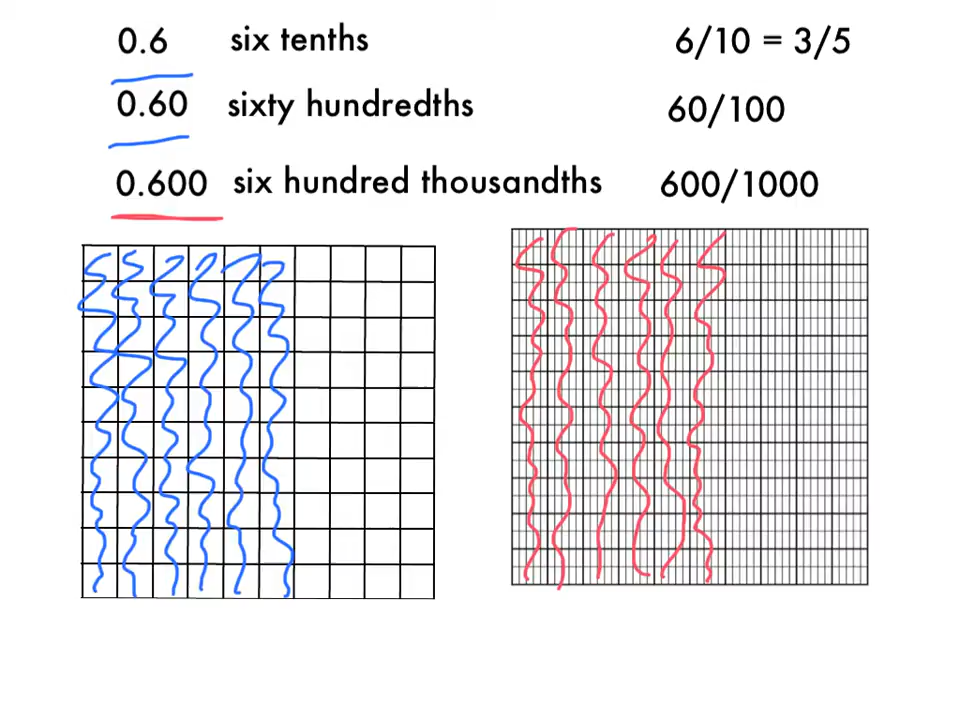 0.6 six tenths 6/10 = 3/5
0.60 sixty hundredths 60/100
0.600 six hundred thousandths 600/1000